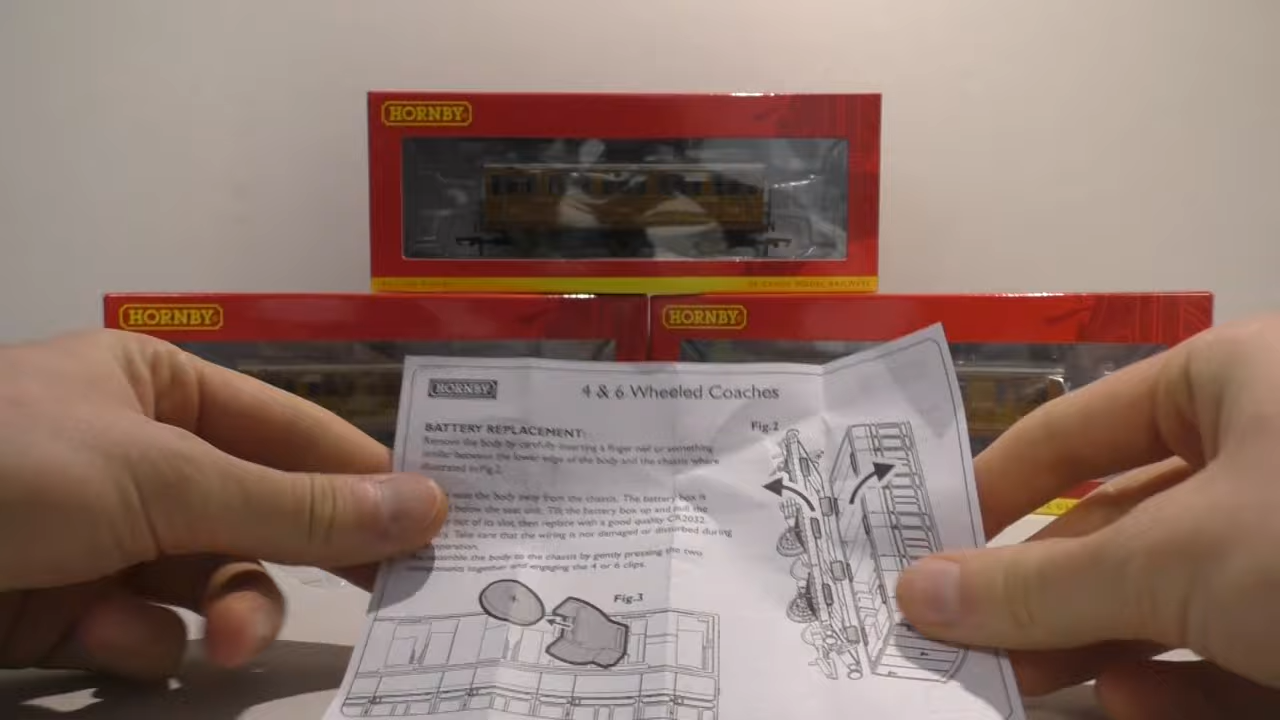 HORNBY
OO GAUGE MODEL RAILWAYS
HORNBY
HORNBY
HORNBY
4 & 6 Wheeled Coaches
BATTERY REPLACEMENT:
Remove the body by carefully inserting a finger nail or something
similar between the lower edge of the body and the chassis where
illustrated in Fig.2.
the body away from the chassis. The battery box is
below the seat unit. Tilt the battery box up and pull the
out of its slot, then replace with a good quality CR2032
Take care that the wiring is not damaged or disturbed during
the body to the chassis by gently pressing the two
together and engaging the 4 or 6 clips.
Fig.2
Fig.3